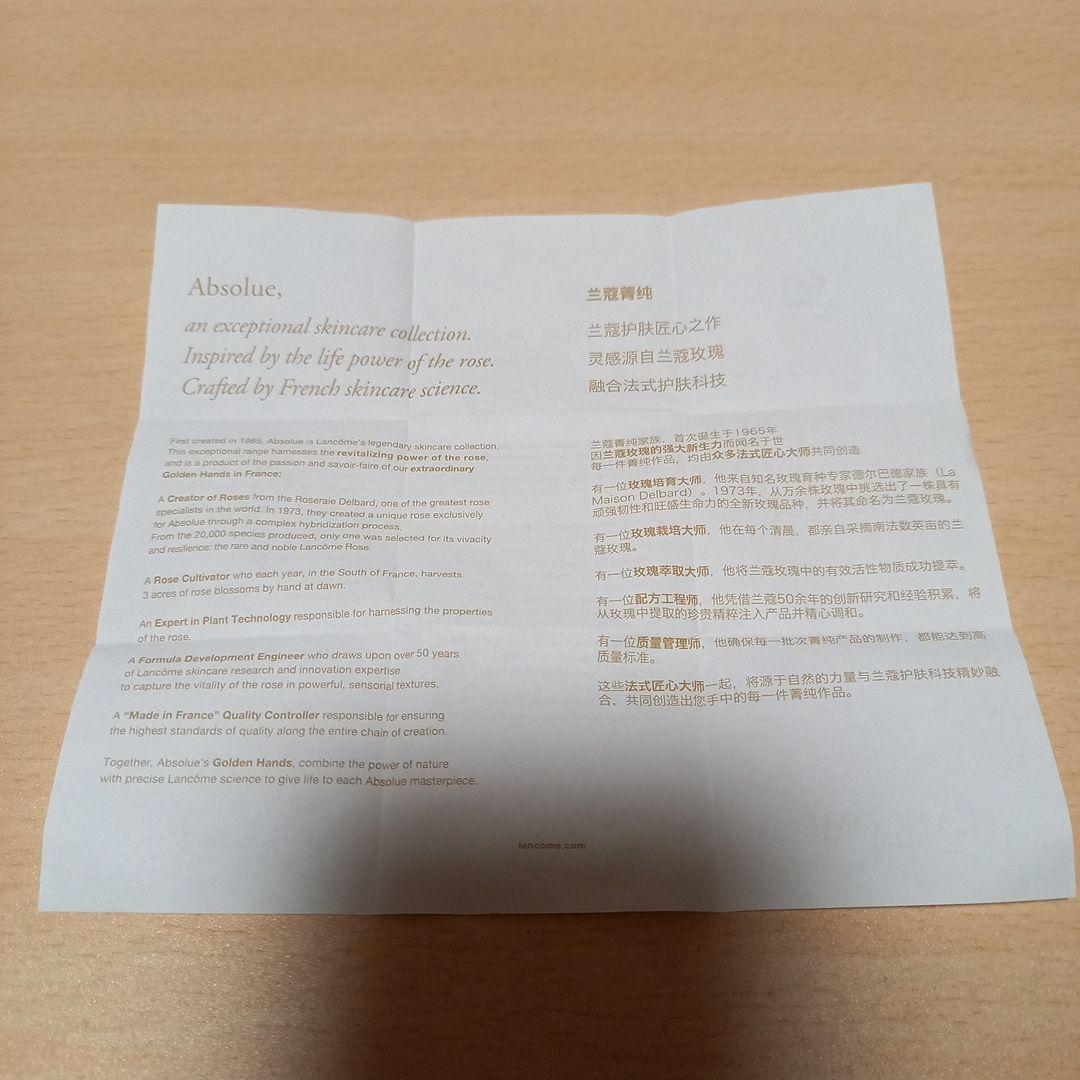 Absolue,
an exceptional skincare collection.
Inspired by the life power of the rose.
Crafted by French skincare science.
First created in 1965, Absolue is Lancôme's legendary skincare collection.
This exceptional range harnesses the revitalizing power of the rose,
and is a product of the passion and savoir-faire of our extraordinary
Golden Hands in France:
A Creator of Roses from the Roseraie Delbard, one of the greatest rose
specialists in the world. In 1973, they created a unique rose exclusively
for Absolue through a complex hybridization process.
From the 20,000 species produced, only one was selected for its vivacity
and resilience: the rare and noble Lancôme Rose.
A Rose Cultivator who each year, in the South of France, harvests
3 acres of rose blossoms by hand at dawn.
An Expert in Plant Technology responsible for harnessing the properties
of the rose.
A Formula Development Engineer who draws upon over 50 years
of Lancôme skincare research and innovation expertise
to capture the vitality of the rose in powerful, sensorial textures.
A "Made in France" Quality Controller responsible for ensuring
the highest standards of quality along the entire chain of creation.
Together, Absolue's Golden Hands, combine the power of nature
with precise Lancôme science to give life to each Absolue masterpiece.
兰蔻菁纯
兰蔻护肤匠心之作
灵感源自兰蔻玫瑰
融合法式护肤科技
兰蔻菁纯家族，首次诞生于1965年
因兰蔻玫瑰的强大新生力而闻名于世
每一件菁纯作品，均由众多法式匠心大师共同创造
有一位玫瑰培育大师，他来自知名玫瑰育种专家德尔巴德家族（La
Maison Delbard）。1973年，从万余株玫瑰中挑选出了一株具有
顽强韧性和旺盛生命力的全新玫瑰品种，并将其命名为兰蔻玫瑰。
有一位玫瑰栽培大师，他在每个清晨，都亲自采摘南法数英亩的兰
蔻玫瑰。
有一位玫瑰萃取大师，他将兰蔻玫瑰中的有效活性物质成功提萃。
有一位配方工程师，他凭借兰蔻50余年的创新研究和经验积累，将
从玫瑰中提取的珍贵精粹注入产品并精心调和。
有一位质量管理师，他确保每一批次菁纯产品的制作，都能达到高
质量标准。
这些法式匠心大师一起，将源于自然的力量与兰蔻护肤科技精妙融
合，共同创造出您手中的每一件菁纯作品。
lancome.com